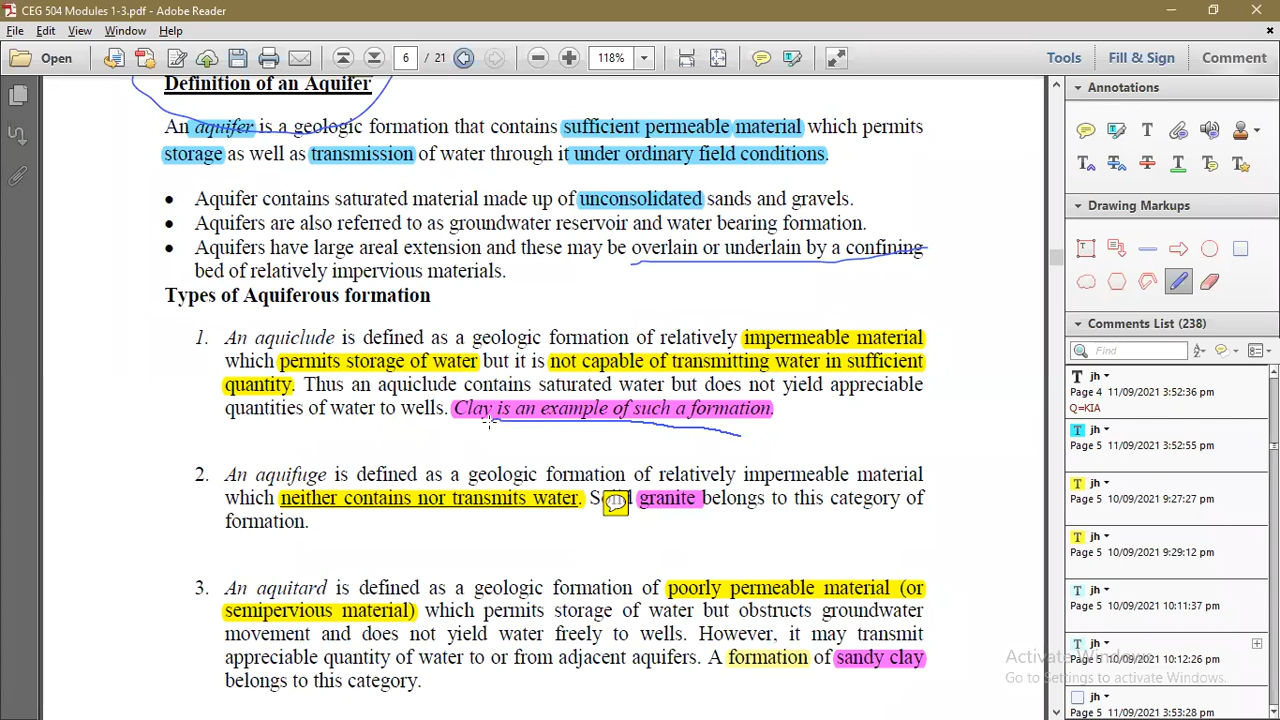 CEG 504 Modules 1-3.pdf - Adobe Reader
File Edit View Window Help
Open 6 / 21 118% Tools Fill & Sign Comment
Definition of an Aquifer
An aquifer is a geologic formation that contains sufficient permeable material which permits
storage as well as transmission of water through it under ordinary field conditions.
• Aquifer contains saturated material made up of unconsolidated sands and gravels.
• Aquifers are also referred to as groundwater reservoir and water bearing formation.
• Aquifers have large areal extension and these may be overlain or underlain by a confining
bed of relatively impervious materials.
Types of Aquiferous formation
1. An aquiclude is defined as a geologic formation of relatively impermeable material
which permits storage of water but it is not capable of transmitting water in sufficient
quantity. Thus an aquiclude contains saturated water but does not yield appreciable
quantities of water to wells. Clay is an example of such a formation.
2. An aquifuge is defined as a geologic formation of relatively impermeable material
which neither contains nor transmits water. granite belongs to this category of
formation.
3. An aquitard is defined as a geologic formation of poorly permeable material (or
semipervious material) which permits storage of water but obstructs groundwater
movement and does not yield water freely to wells. However, it may transmit
appreciable quantity of water to or from adjacent aquifers. A formation of sandy clay
belongs to this category.
Annotations
Drawing Markups
Comments List (238)
Find
jh
Page 4 11/09/2021 3:52:36 pm
Q=KIA
jh
Page 5 11/09/2021 3:52:55 pm
jh
Page 5 10/09/2021 9:27:27 pm
jh
Page 5 10/09/2021 9:29:12 pm
jh
Page 5 10/09/2021 10:11:37 pm
jh
Page 5 10/09/2021 10:12:26 pm
jh
Page 5 11/09/2021 3:53:28 pm
Activate Windows
Go to Settings to activate Windows.